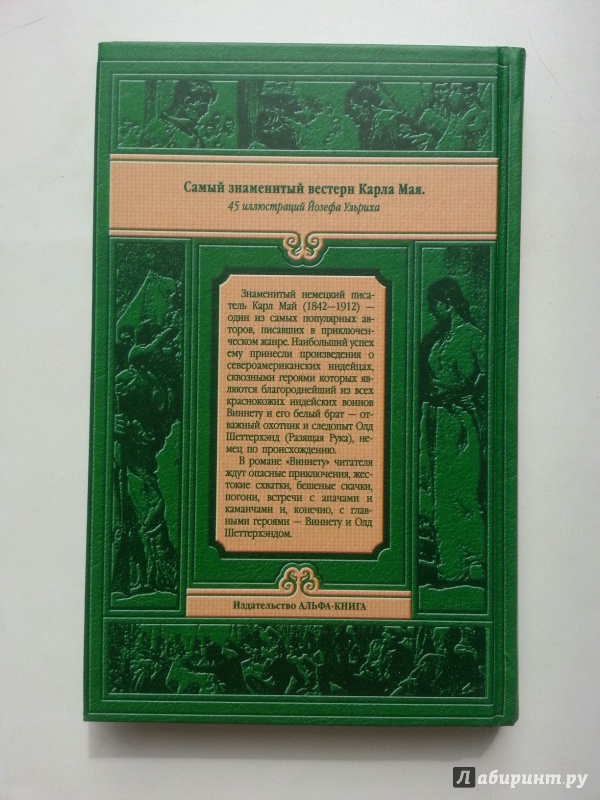 Самый знаменитый вестерн Карла Мая.
45 иллюстраций Йозефа Ульриха
Знаменитый немецкий писа-
тель Карл Май (1842—1912) —
один из самых популярных ав-
торов, писавших в приключен-
ческом жанре. Наибольший успех
ему принесли произведения о
североамериканских индейцах,
сквозными героями которых яв-
ляются благороднейший из всех
краснокожих индейских воинов
Виннету и его белый брат — от-
важный охотник и следопыт Олд
Шеттерхэнд (Разящая Рука), не-
мец по происхождению.
В романе «Виннету» читателя
ждут опасные приключения, жес-
токие схватки, бешеные скачки,
погони, встречи с апачами и
каманчами и, конечно, с глав-
ными героями — Виннету и Олд
Шеттерхэндом.
Издательство АЛЬФА-КНИГА
Лабиринт.ру